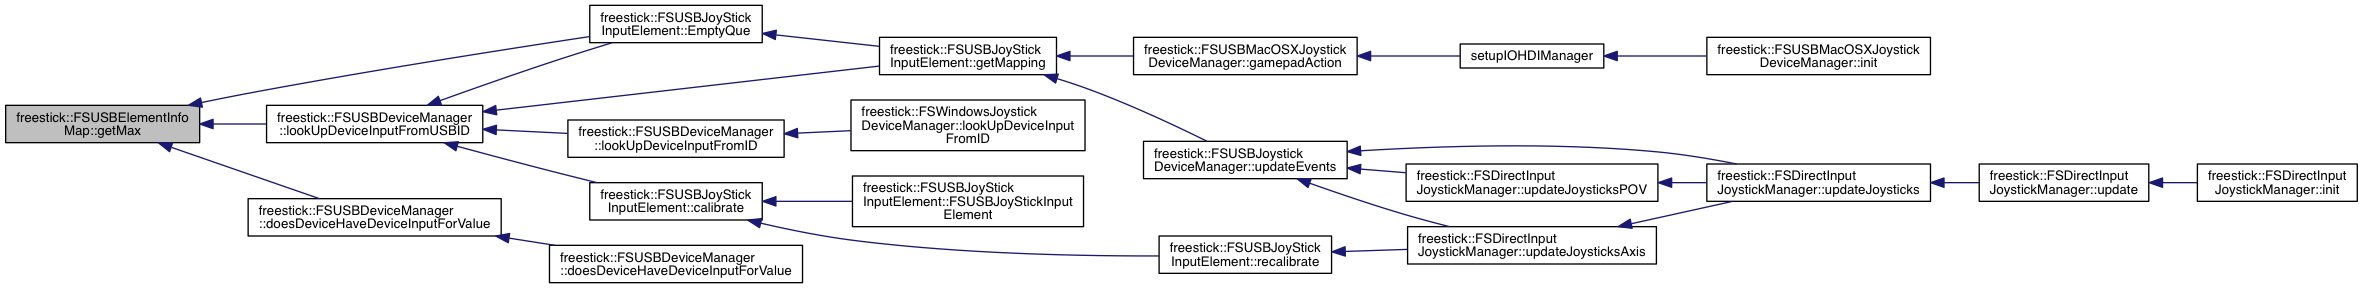 freestick::FSUSBElementInfo
Map::getMax
freestick::FSUSBJoyStick
InputElement::EmptyQue
freestick::FSUSBDeviceManager
::lookUpDeviceInputFromUSBID
freestick::FSUSBDeviceManager
::doesDeviceHaveDeviceInputForValue
freestick::FSUSBJoyStick
InputElement::getMapping
freestick::FSUSBDeviceManager
::lookUpDeviceInputFromID
freestick::FSUSBJoyStick
InputElement::calibrate
freestick::FSUSBDeviceManager
::doesDeviceHaveDeviceInputForValue
freestick::FSUSBMacOSXJoystick
DeviceManager::gamepadAction
setupIOHDIManager
freestick::FSUSBMacOSXJoystick
DeviceManager::init
freestick::FSWindowsJoystick
DeviceManager::lookUpDeviceInput
FromID
freestick::FSUSBJoyStick
InputElement::FSUSBJoyStickInput
Element
freestick::FSUSBJoystick
DeviceManager::updateEvents
freestick::FSUSBJoyStick
InputElement::recalibrate
freestick::FSDirectInput
JoystickManager::updateJoysticksPOV
freestick::FSDirectInput
JoystickManager::updateJoysticksAxis
freestick::FSDirectInput
JoystickManager::updateJoysticks
freestick::FSDirectInput
JoystickManager::update
freestick::FSDirectInput
JoystickManager::init